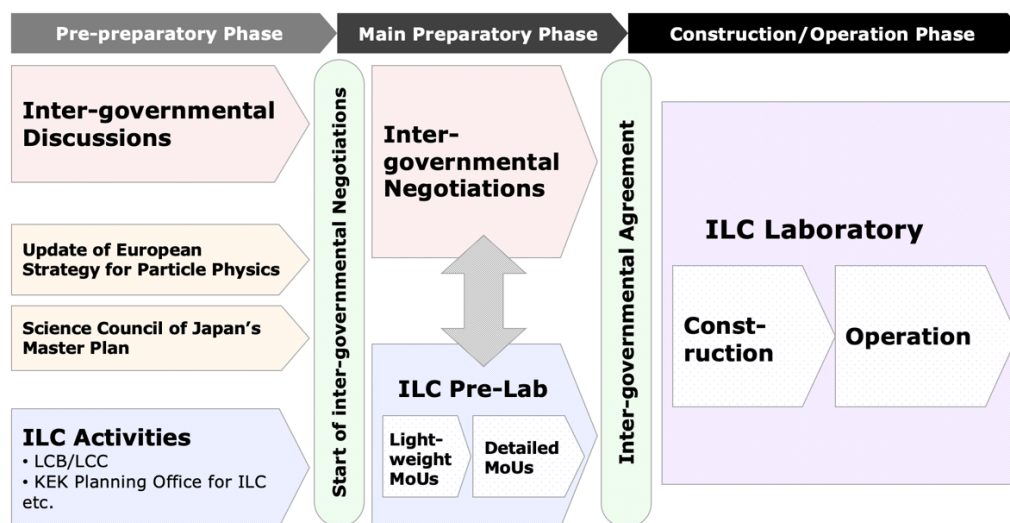 Pre-preparatory Phase
Main Preparatory Phase
Construction/Operation Phase
Inter-governmental
Discussions
Update of European
Strategy for Particle Physics
Science Council of Japan's
Master Plan
ILC Activities
• LCB/LCC
• KEK Planning Office for ILC
etc.
Start of inter-governmental Negotiations
Inter-
governmental
Negotiations
ILC Pre-Lab
Light-
weight
MoUs
Detailed
MoUs
Inter-governmental Agreement
ILC Laboratory
Const-
ruction
Operation